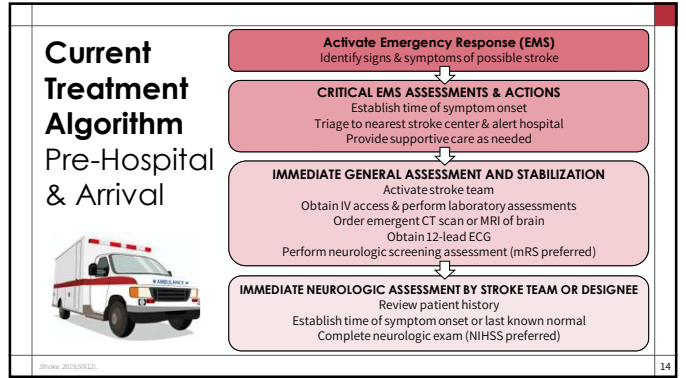 Current
Treatment
Algorithm
Pre-Hospital
& Arrival
Activate Emergency Response (EMS)
Identify signs & symptoms of possible stroke
CRITICAL EMS ASSESSMENTS & ACTIONS
Establish time of symptom onset
Triage to nearest stroke center & alert hospital
Provide supportive care as needed
IMMEDIATE GENERAL ASSESSMENT AND STABILIZATION
Activate stroke team
Obtain IV access & perform laboratory assessments
Order emergent CT scan or MRI of brain
Obtain 12-lead ECG
Perform neurologic screening assessment (mRS preferred)
IMMEDIATE NEUROLOGIC ASSESSMENT BY STROKE TEAM OR DESIGNEE
Review patient history
Establish time of symptom onset or last known normal
Complete neurologic exam (NIHSS preferred)
AMBULANCE
Stroke. 2019;50(12).
14